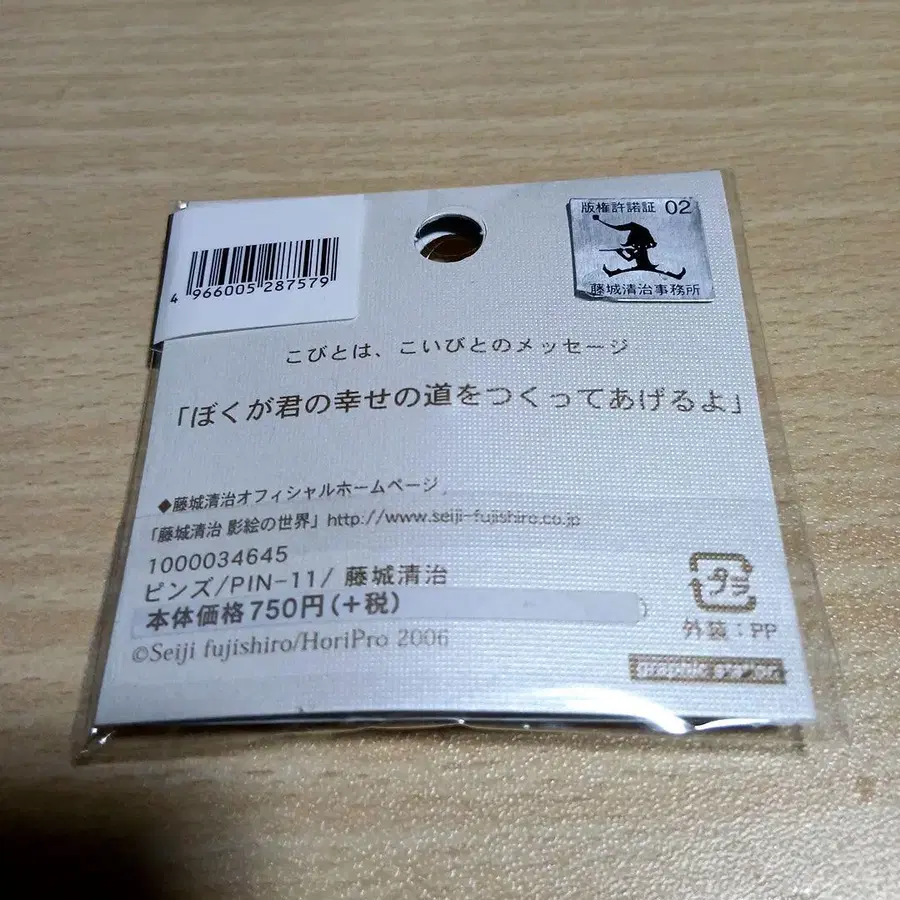 版権許諾証 02
藤城清治事務所
4 966005 287579
こびとは、こいびとのメッセージ
「ぼくが君の幸せの道をつくってあげるよ」
◆藤城清治オフィシャルホームページ
「藤城清治 影絵の世界」http://www.seiji-fujishiro.co.jp
1000034645
ピンズ/PIN-11/ 藤城清治
本体価格750円(+税)
©Seiji fujishiro/HoriPro 2006
プラ
外装:PP